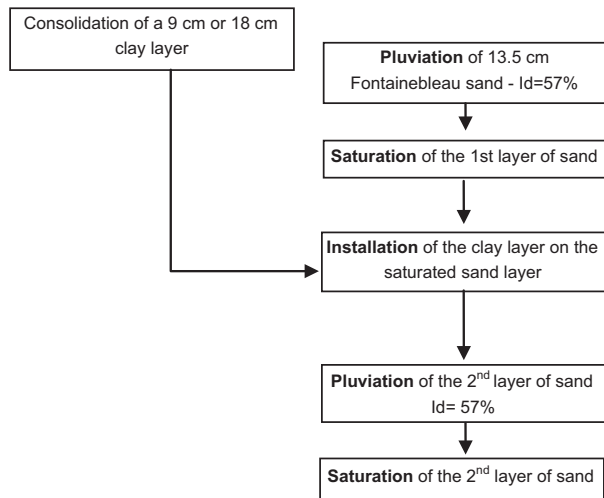 Consolidation of a 9 cm or 18 cm
clay layer
Pluviation of 13.5 cm
Fontainebleau sand - Id=57%
Saturation of the 1st layer of sand
Installation of the clay layer on the
saturated sand layer
Pluviation of the 2nd layer of sand
Id= 57%
Saturation of the 2nd layer of sand